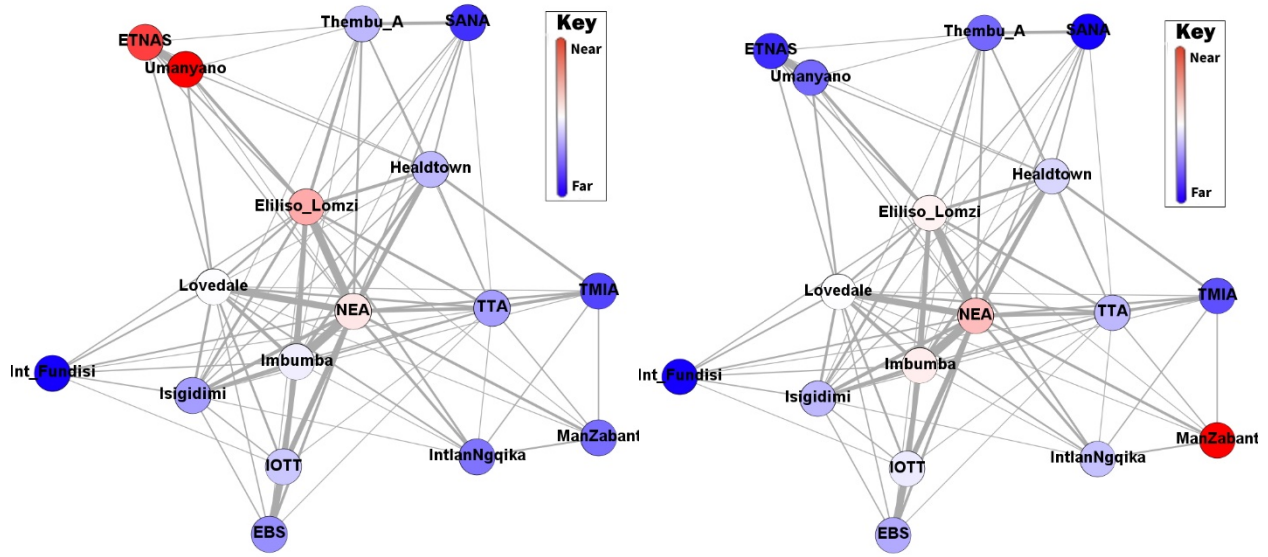 Thembu_A
SANA
Key
Near
Far
ETNAS
Umanyano
Healdtown
Eliliso_Lomzi
Lovedale
NEA
TTA
TMIA
Imbumba
Int_Fundisi
Isigidimi
ManZabant
IntlanNgqika
IOTT
EBS
Thembu_A
SANA
Key
Near
Far
ETNAS
Umanyano
Healdtown
Eliliso_Lomzi
Lovedale
NEA
TTA
TMIA
Imbumba
Int_Fundisi
Isigidimi
ManZabant
IntlanNgqika
IOTT
EBS